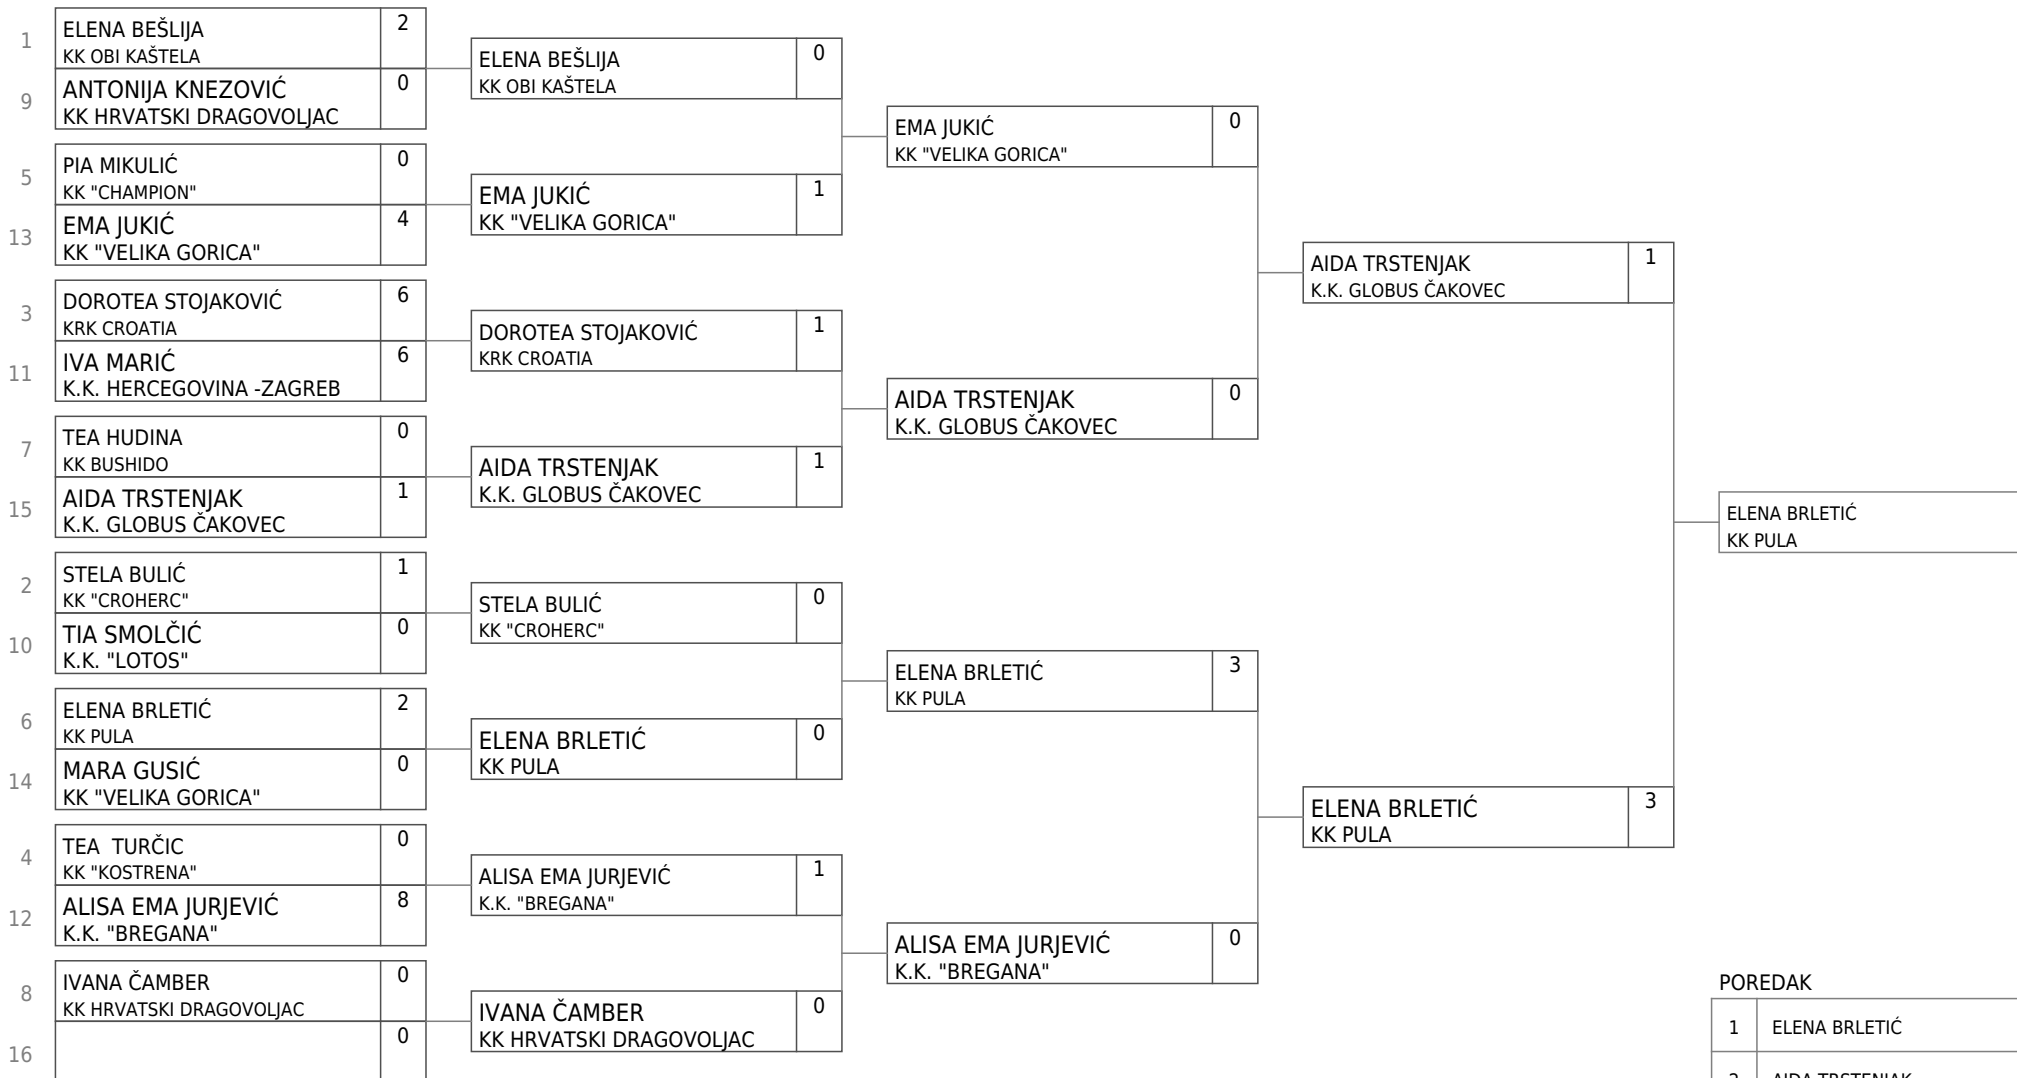 1
ELENA BEŠLIJA
KK OBI KAŠTELA
2
9
ANTONIJA KNEZOVIĆ
KK HRVATSKI DRAGOVOLJAC
0
5
PIA MIKULIĆ
KK "CHAMPION"
0
13
EMA JUKIĆ
KK "VELIKA GORICA"
4
3
DOROTEA STOJAKOVIĆ
KRK CROATIA
6
11
IVA MARIĆ
K.K. HERCEGOVINA -ZAGREB
6
7
TEA HUDINA
KK BUSHIDO
0
15
AIDA TRSTENJAK
K.K. GLOBUS ČAKOVEC
1
2
STELA BULIĆ
KK "CROHERC"
1
10
TIA SMOLČIĆ
K.K. "LOTOS"
0
6
ELENA BRLETIĆ
KK PULA
2
14
MARA GUSIĆ
KK "VELIKA GORICA"
0
4
TEA  TURČIC
KK "KOSTRENA"
0
12
ALISA EMA JURJEVIĆ
K.K. "BREGANA"
8
8
IVANA ČAMBER
KK HRVATSKI DRAGOVOLJAC
0
16
0
ELENA BEŠLIJA
KK OBI KAŠTELA
0
EMA JUKIĆ
KK "VELIKA GORICA"
1
DOROTEA STOJAKOVIĆ
KRK CROATIA
1
AIDA TRSTENJAK
K.K. GLOBUS ČAKOVEC
1
STELA BULIĆ
KK "CROHERC"
0
ELENA BRLETIĆ
KK PULA
0
ALISA EMA JURJEVIĆ
K.K. "BREGANA"
1
IVANA ČAMBER
KK HRVATSKI DRAGOVOLJAC
0
EMA JUKIĆ
KK "VELIKA GORICA"
0
AIDA TRSTENJAK
K.K. GLOBUS ČAKOVEC
0
ELENA BRLETIĆ
KK PULA
3
ALISA EMA JURJEVIĆ
K.K. "BREGANA"
0
AIDA TRSTENJAK
K.K. GLOBUS ČAKOVEC
1
ELENA BRLETIĆ
KK PULA
3
ELENA BRLETIĆ
KK PULA
POREDAK
1 ELENA BRLETIĆ
2 AIDA TRSTENJAK